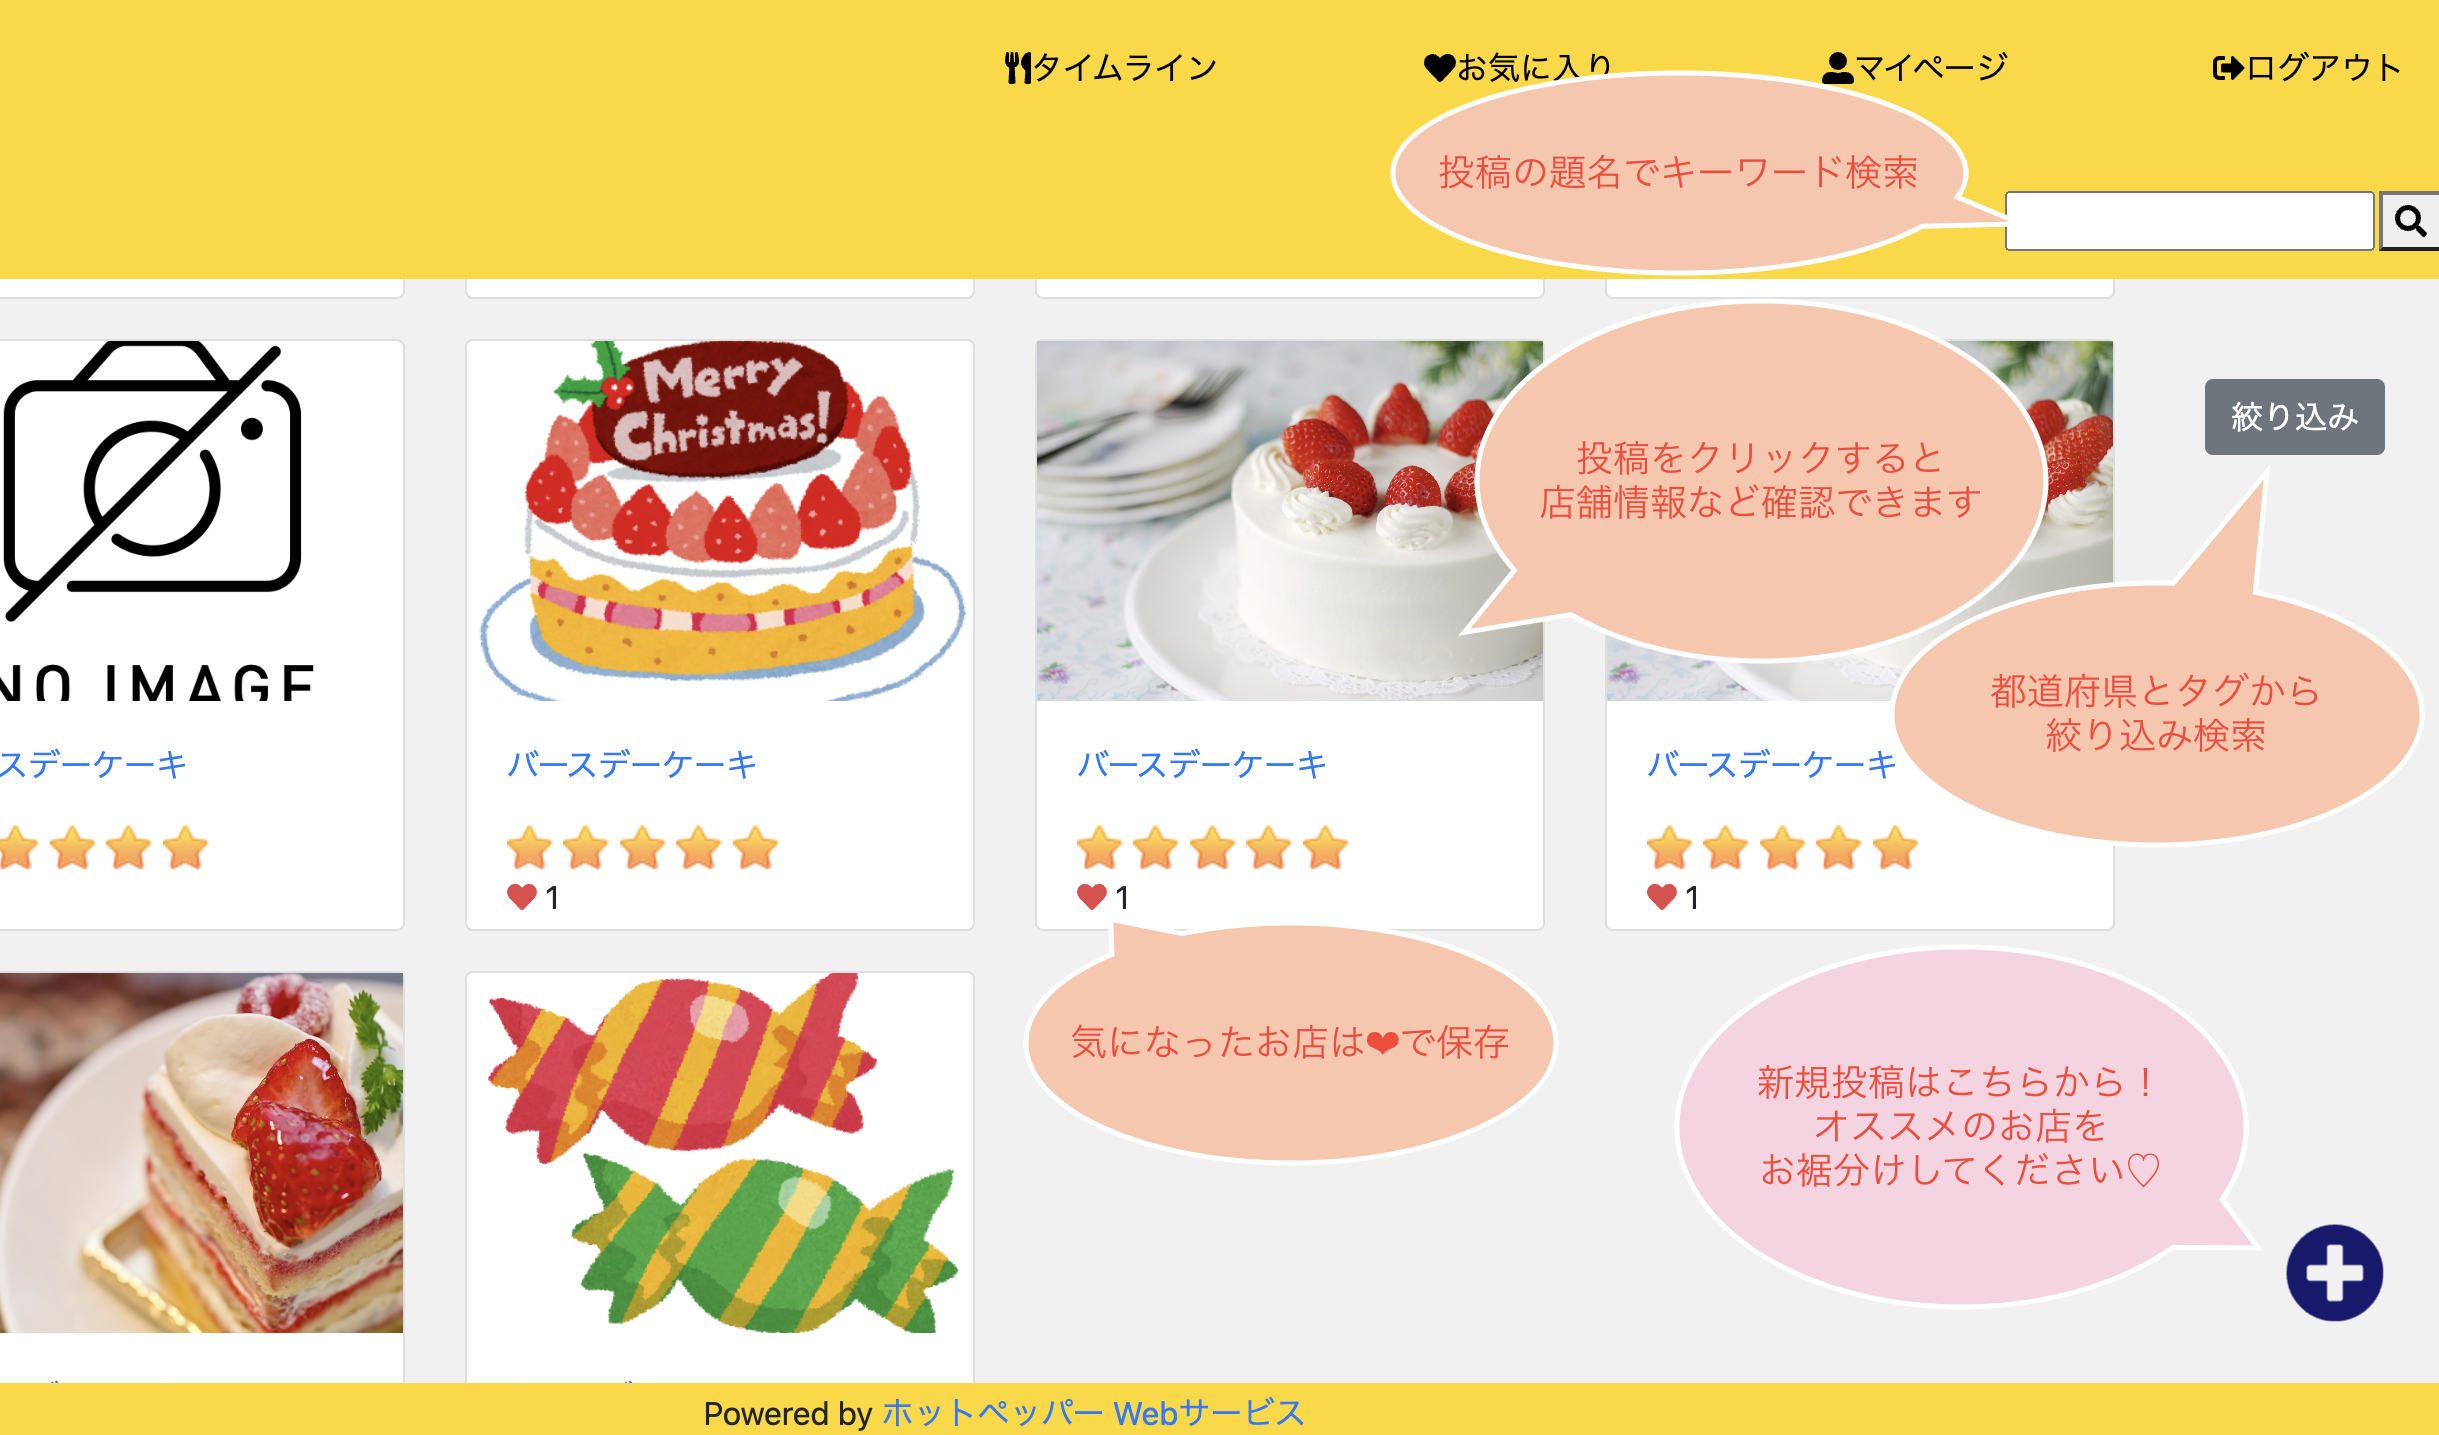 タイムライン
お気に入り
マイページ
ログアウト
投稿の題名でキーワード検索
絞り込み
Merry
Christmas!
投稿をクリックすると
店舗情報など確認できます
都道府県とタグから
絞り込み検索
NO IMAGE
スデーケーキ
バースデーケーキ
バースデーケーキ
バースデーケーキ
1
1
1
気になったお店は❤で保存
新規投稿はこちらから！
オススメのお店を
お裾分けしてください♡
Powered by ホットペッパー Webサービス